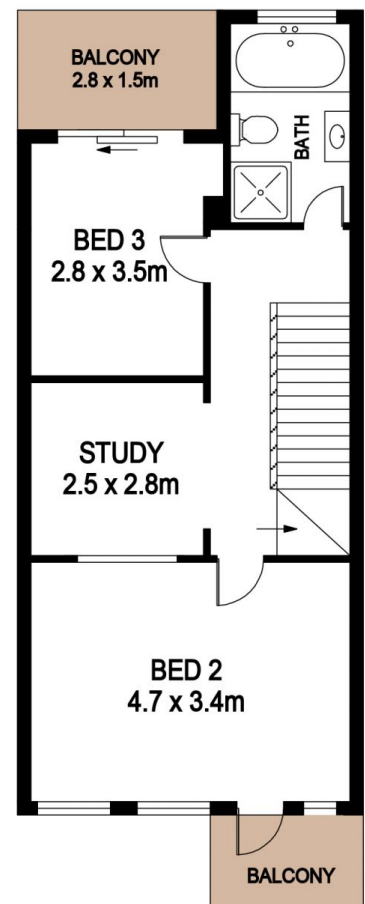 BALCONY
2.8 x 1.5m
BATH
BED 3
2.8 x 3.5m
STUDY
2.5 x 2.8m
BED 2
4.7 x 3.4m
BALCONY